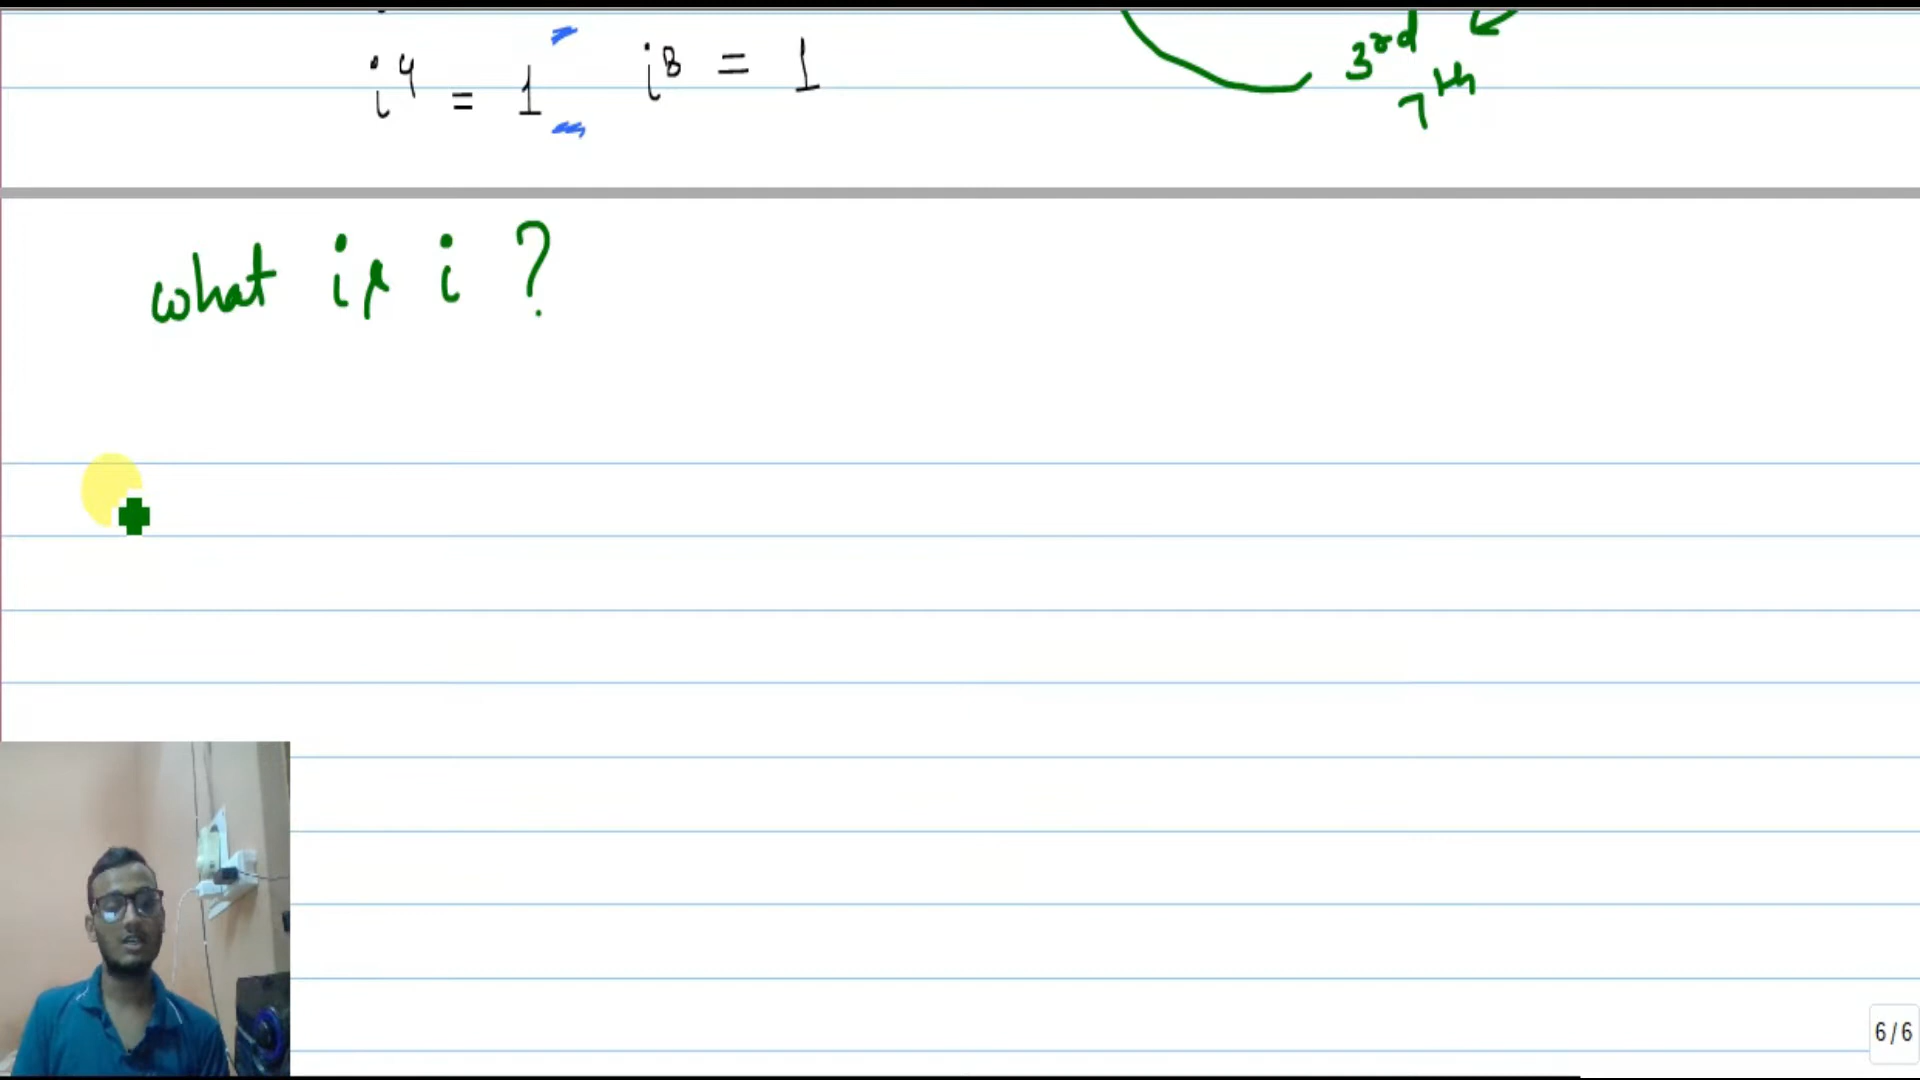 i⁴ = 1 i⁸ = 1
3rd
7th
what is i ?
6/6